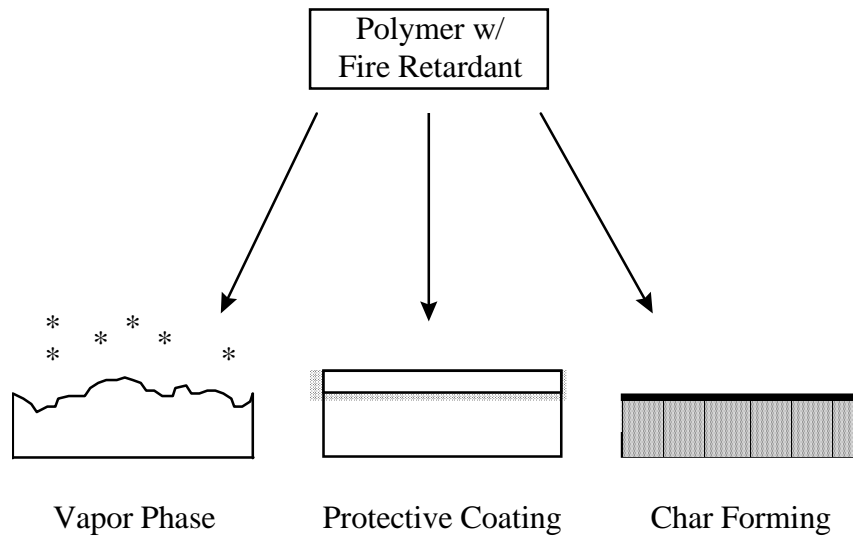 Polymer w/
Fire Retardant
* * * * * *
Vapor Phase Protective Coating Char Forming